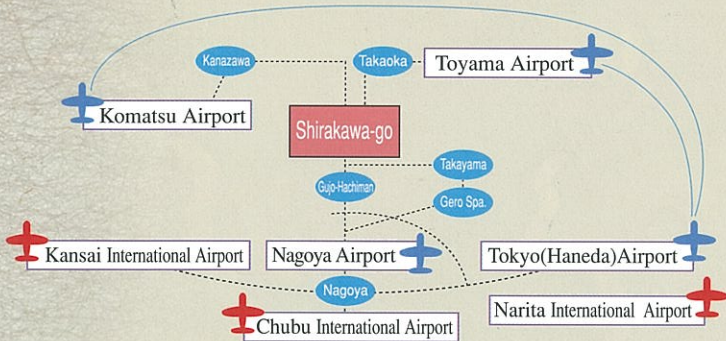 Kanazawa
Takaoka
Toyama Airport
Komatsu Airport
Shirakawa-go
Takayama
Gujo-Hachiman
Gero Spa.
Kansai International Airport
Nagoya Airport
Tokyo(Haneda)Airport
Nagoya
Narita International Airport
Chubu International Airport